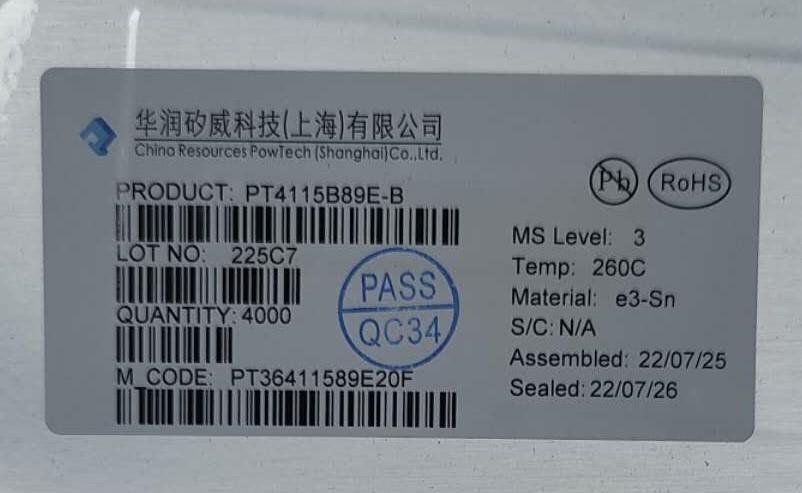 华润矽威科技(上海)有限公司
China Resources PowTech (Shanghai)Co.,Ltd.
Pb
RoHS
PRODUCT: PT4115B89E-B
LOT NO: 225C7
QUANTITY: 4000
M_CODE: PT36411589E20F
PASS
QC34
MS Level: 3
Temp: 260C
Material: e3-Sn
S/C: N/A
Assembled: 22/07/25
Sealed: 22/07/26